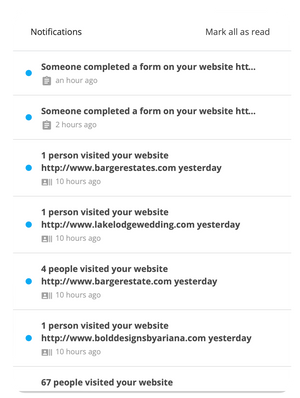 Notifications
Mark all as read
Someone completed a form on your website htt...
an hour ago
Someone completed a form on your website htt...
2 hours ago
1 person visited your website
http://www.bargerestates.com yesterday
10 hours ago
1 person visited your website
http://www.lakelodgewedding.com yesterday
10 hours ago
4 people visited your website
http://www.bargerestate.com yesterday
10 hours ago
1 person visited your website
http://www.bolddesignsbyariana.com yesterday
10 hours ago
67 people visited your website